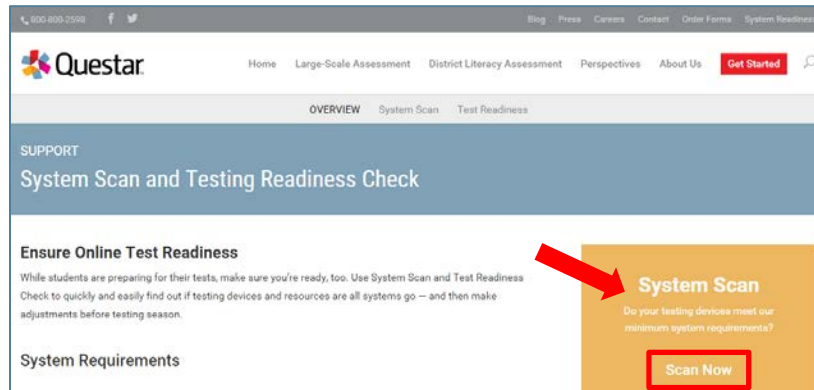 800-800-2598 Blog Press Careers Contact Order Forms System Readiness
Questar Home Large-Scale Assessment District Literacy Assessment Perspectives About Us Get Started
OVERVIEW System Scan Test Readiness
SUPPORT
System Scan and Testing Readiness Check
Ensure Online Test Readiness
While students are preparing for their tests, make sure you're ready, too. Use System Scan and Test Readiness
Check to quickly and easily find out if testing devices and resources are all systems go — and then make
adjustments before testing season.
System Requirements
System Scan
Do your testing devices meet our
minimum system requirements?
Scan Now